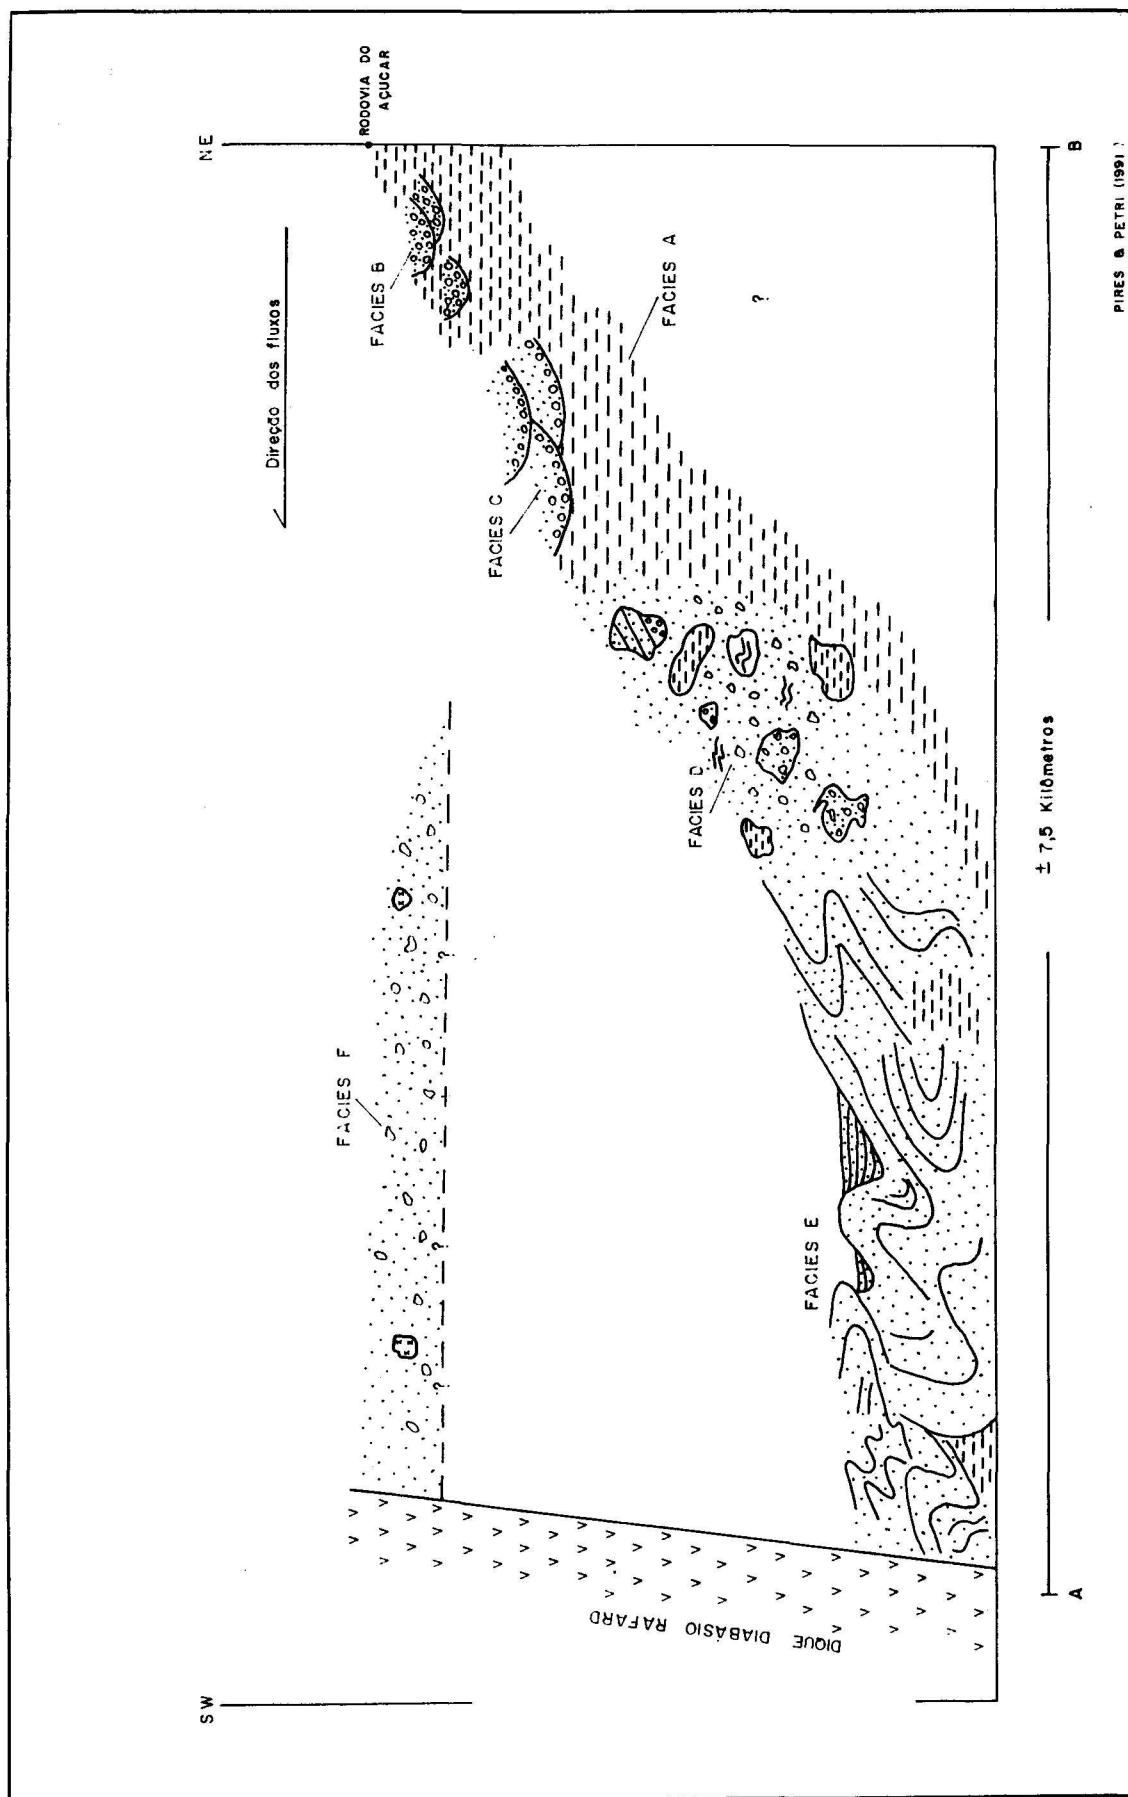 SW
NE
RODOVIA DO
AÇUCAR
Direção dos fluxos
FACIES B
FACIES F
FACIES C
FACIES A
?
?
?
?
FACIES D
FACIES E
DIQUE DIABÁSIO RAFARD
A
± 7,5 Kilômetros
B
PIRES & PETRI (1991)